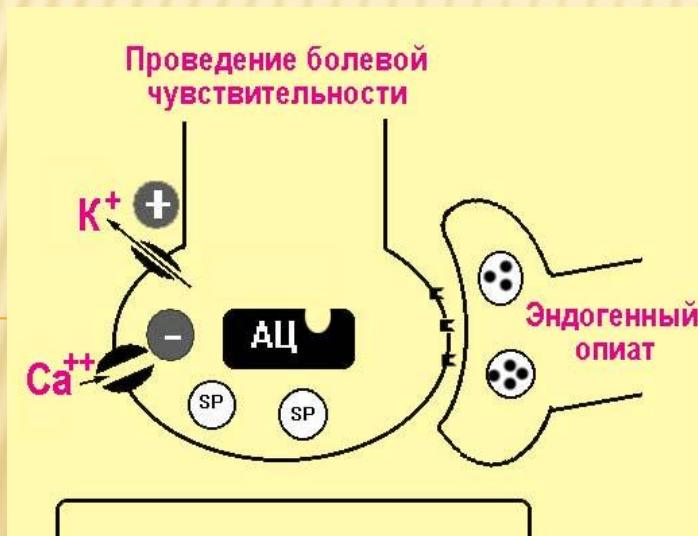 Проведение болевой
чувствительности
К+
+
-
АЦ
Ca++
SP
SP
Эндогенный
опиат